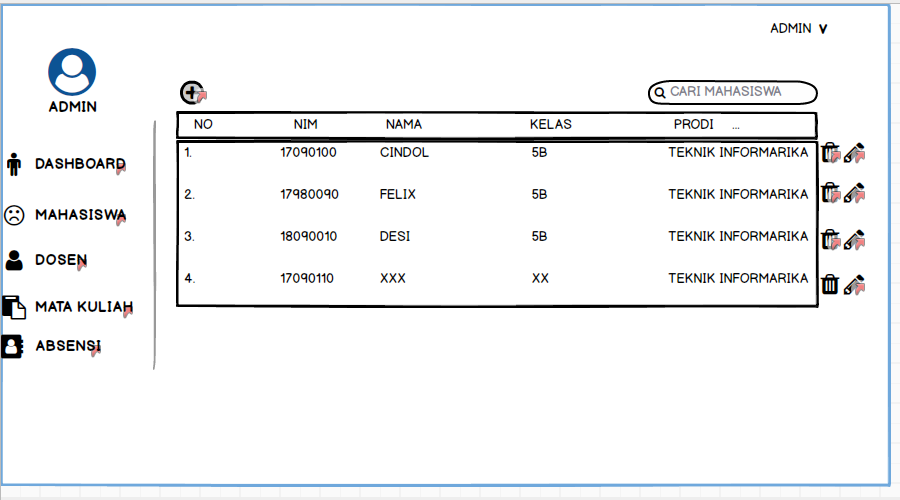 ADMIN V
ADMIN
CARI MAHASISWA
DASHBOARD
MAHASISWA
DOSEN
MATA KULIAH
ABSENSI
NO NIM NAMA KELAS PRODI ...
1. 17090100 CINDOL 5B TEKNIK INFORMARIKA
2. 17980090 FELIX 5B TEKNIK INFORMARIKA
3. 18090010 DESI 5B TEKNIK INFORMARIKA
4. 17090110 XXX XX TEKNIK INFORMARIKA